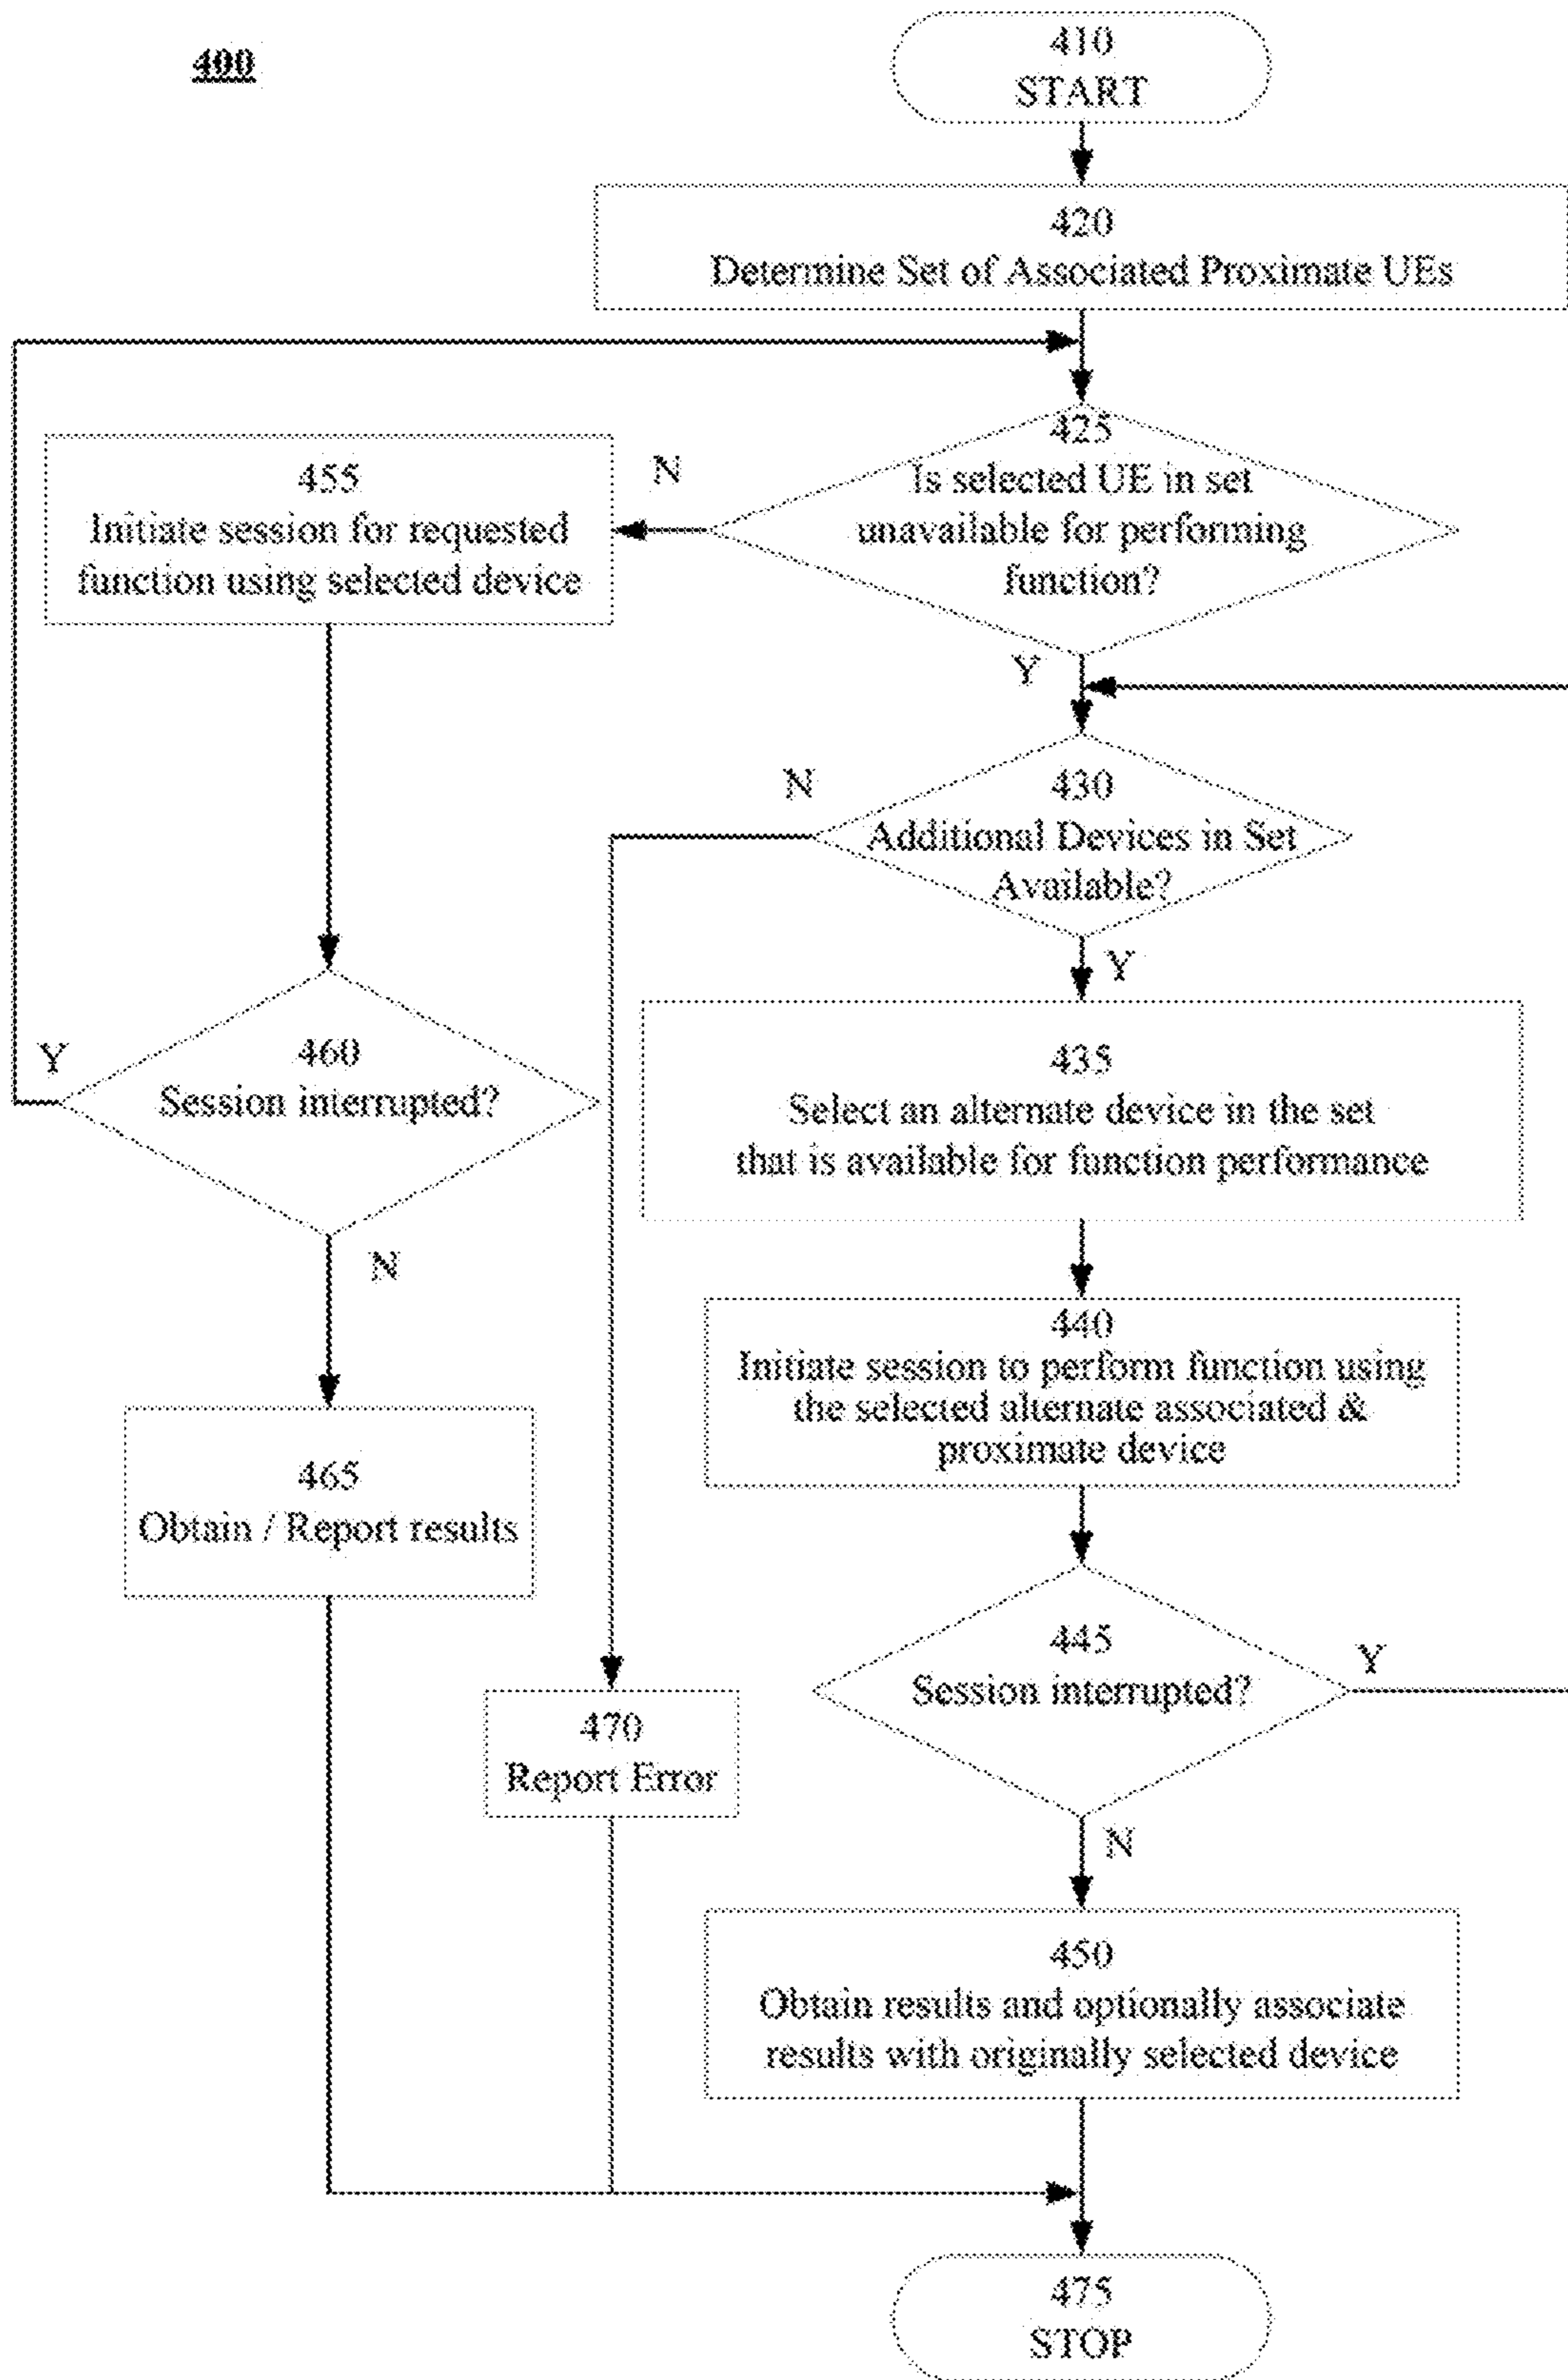 400
410
START
420
Determine Set of Associated Proximate UEs
425
Is selected UE in set
unavailable for performing
function?
N
455
Initiate session for requested
function using selected device
Y
430
Additional Devices in Set
Available?
N
Y
435
Select an alternate device in the set
that is available for function performance
460
Session interrupted?
Y
N
440
Initiate session to perform function using
the selected alternate associated &
proximate device
465
Obtain / Report results
445
Session interrupted?
Y
N
470
Report Error
450
Obtain results and optionally associate
results with originally selected device
475
STOP